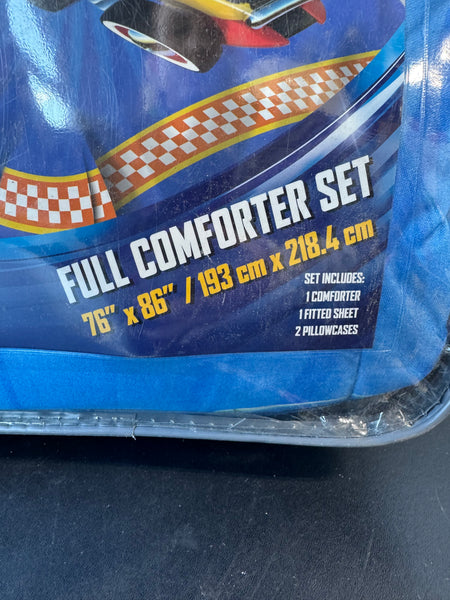 FULL COMFORTER SET
76" x 86" / 193 cm x 218.4 cm
SET INCLUDES:
1 COMFORTER
1 FITTED SHEET
2 PILLOWCASES